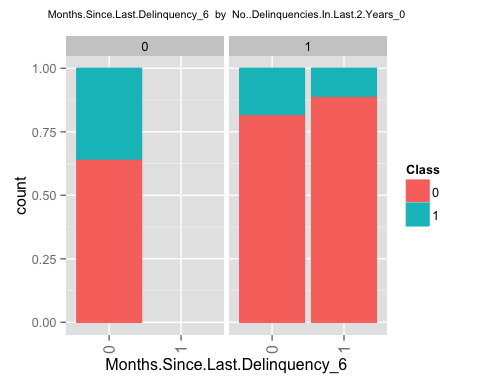 Months.Since.Last.Delinquency_6 by No..Delinquencies.In.Last.2.Years_0
0 1
1.00
0.75
0.50
0.25
0.00
count
0 1 0 1
Months.Since.Last.Delinquency_6
Class
0
1